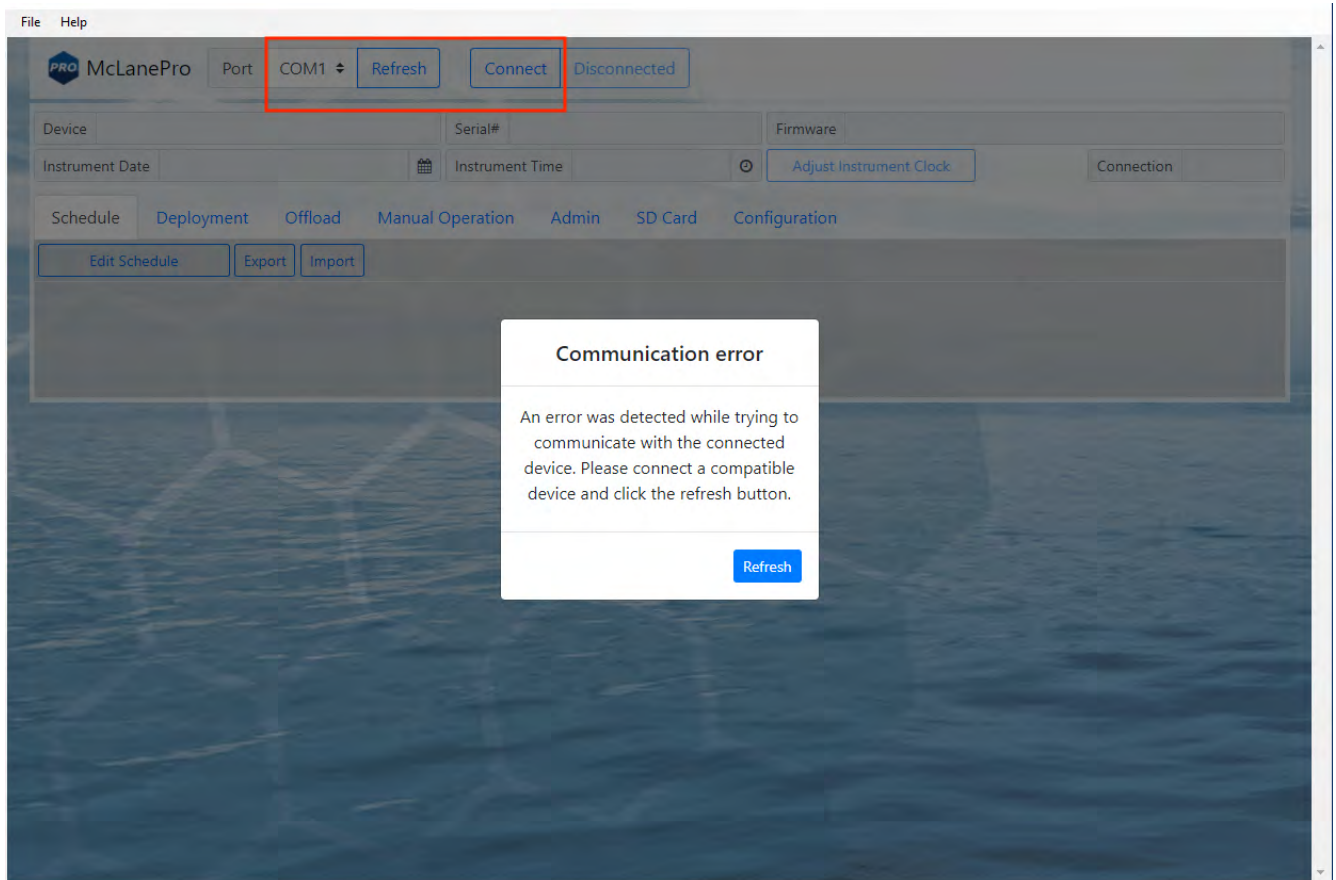 File Help
PRO McLanePro Port COM1 Refresh Connect Disconnected
Device Serial# Firmware
Instrument Date Instrument Time Adjust Instrument Clock Connection
Schedule Deployment Offload Manual Operation Admin SD Card Configuration
Edit Schedule Export Import
Communication error
An error was detected while trying to
communicate with the connected
device. Please connect a compatible
device and click the refresh button.
Refresh